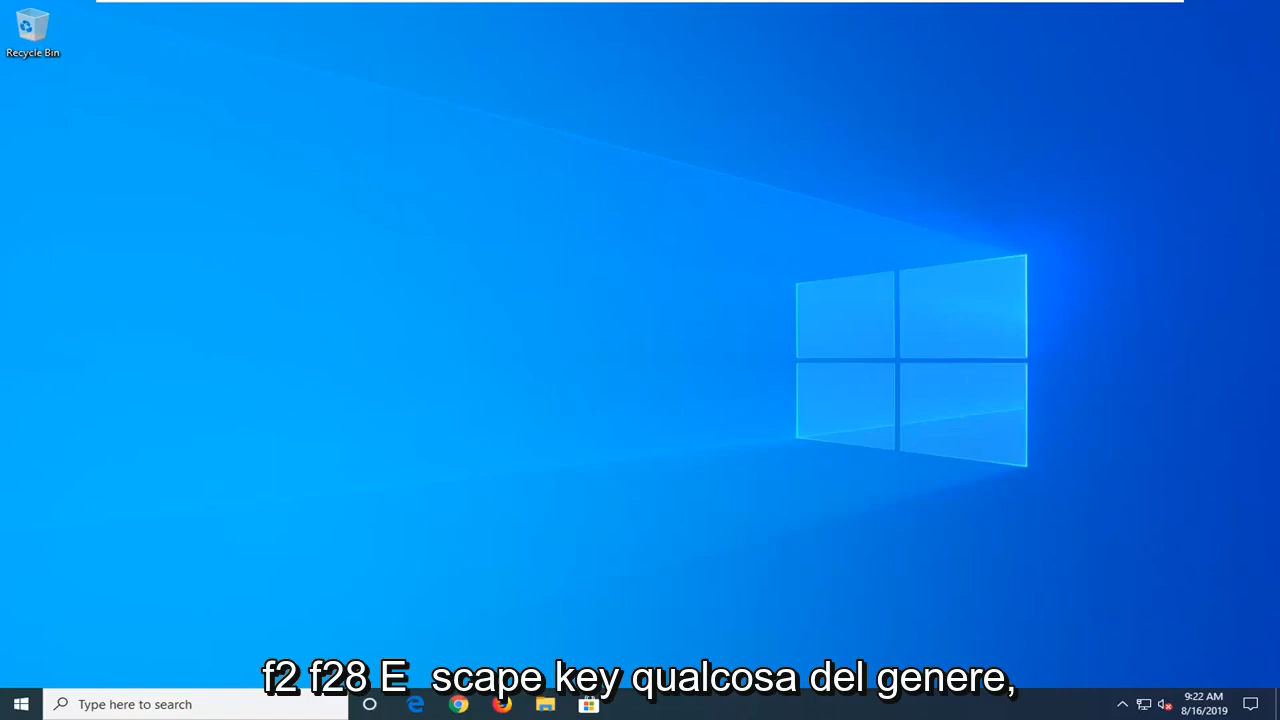 Recycle Bin
f2 f28 E scape key qualcosa del genere,
Type here to search
9:22 AM
8/16/2019